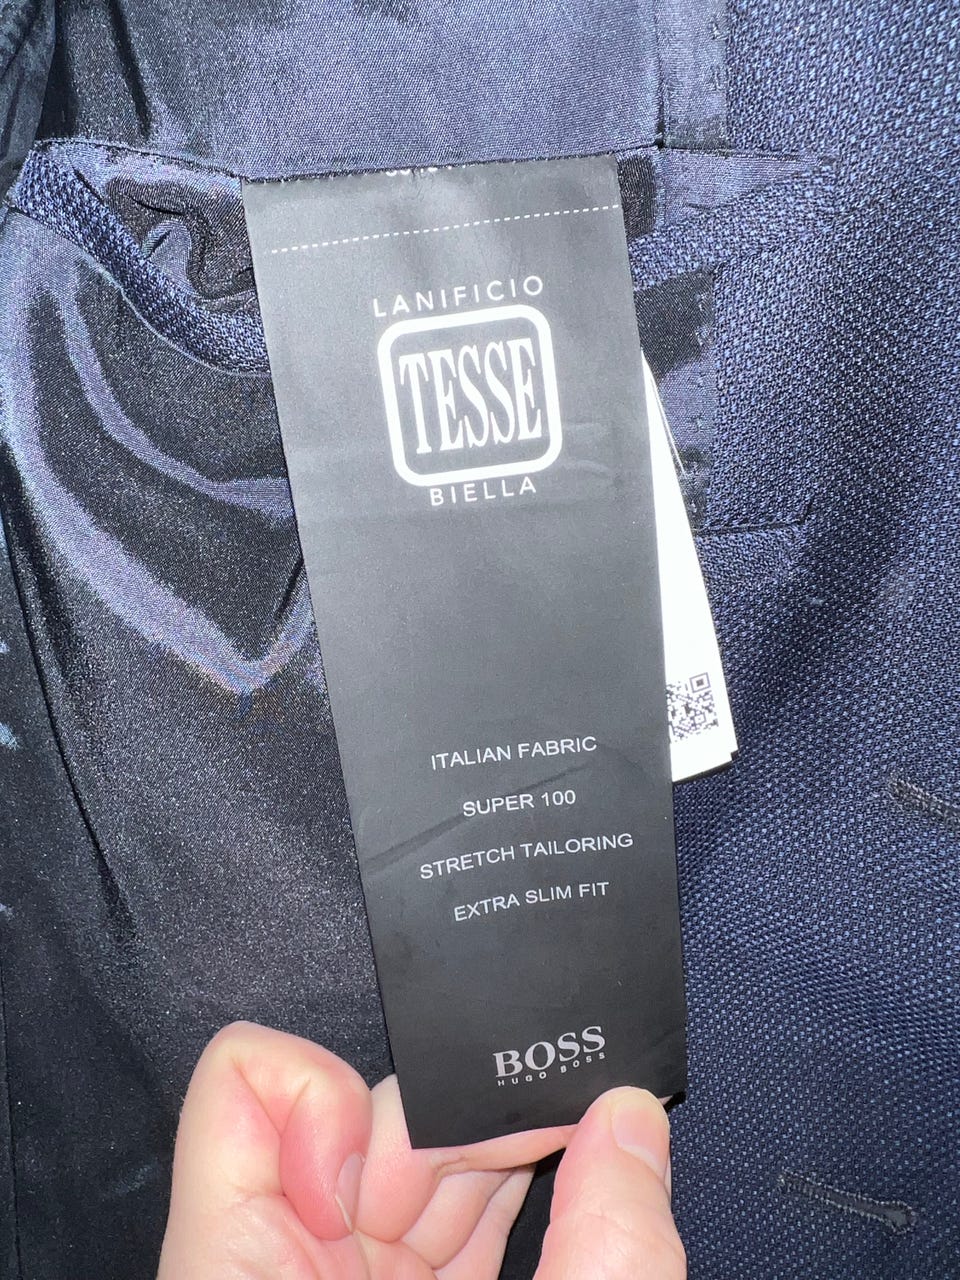 LANIFICIO
TESSE
BIELLA
ITALIAN FABRIC
SUPER 100
STRETCH TAILORING
EXTRA SLIM FIT
BOSS
HUGO BOSS